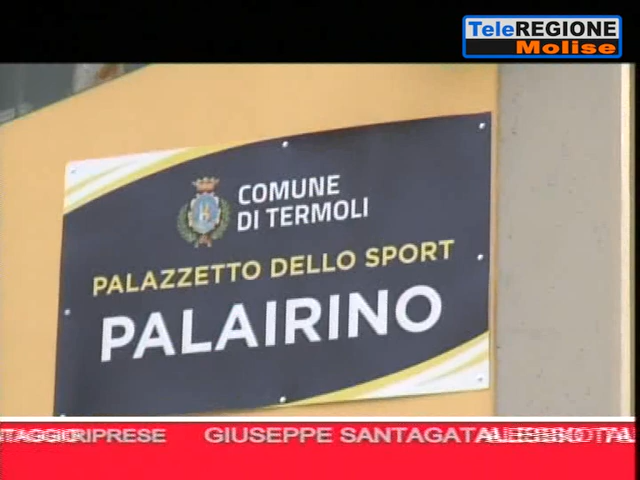 TeleREGIONE
Molise
COMUNE
DI TERMOLI
PALAZZETTO DELLO SPORT
PALAIRINO
RIPRESE GIUSEPPE SANTAGATA